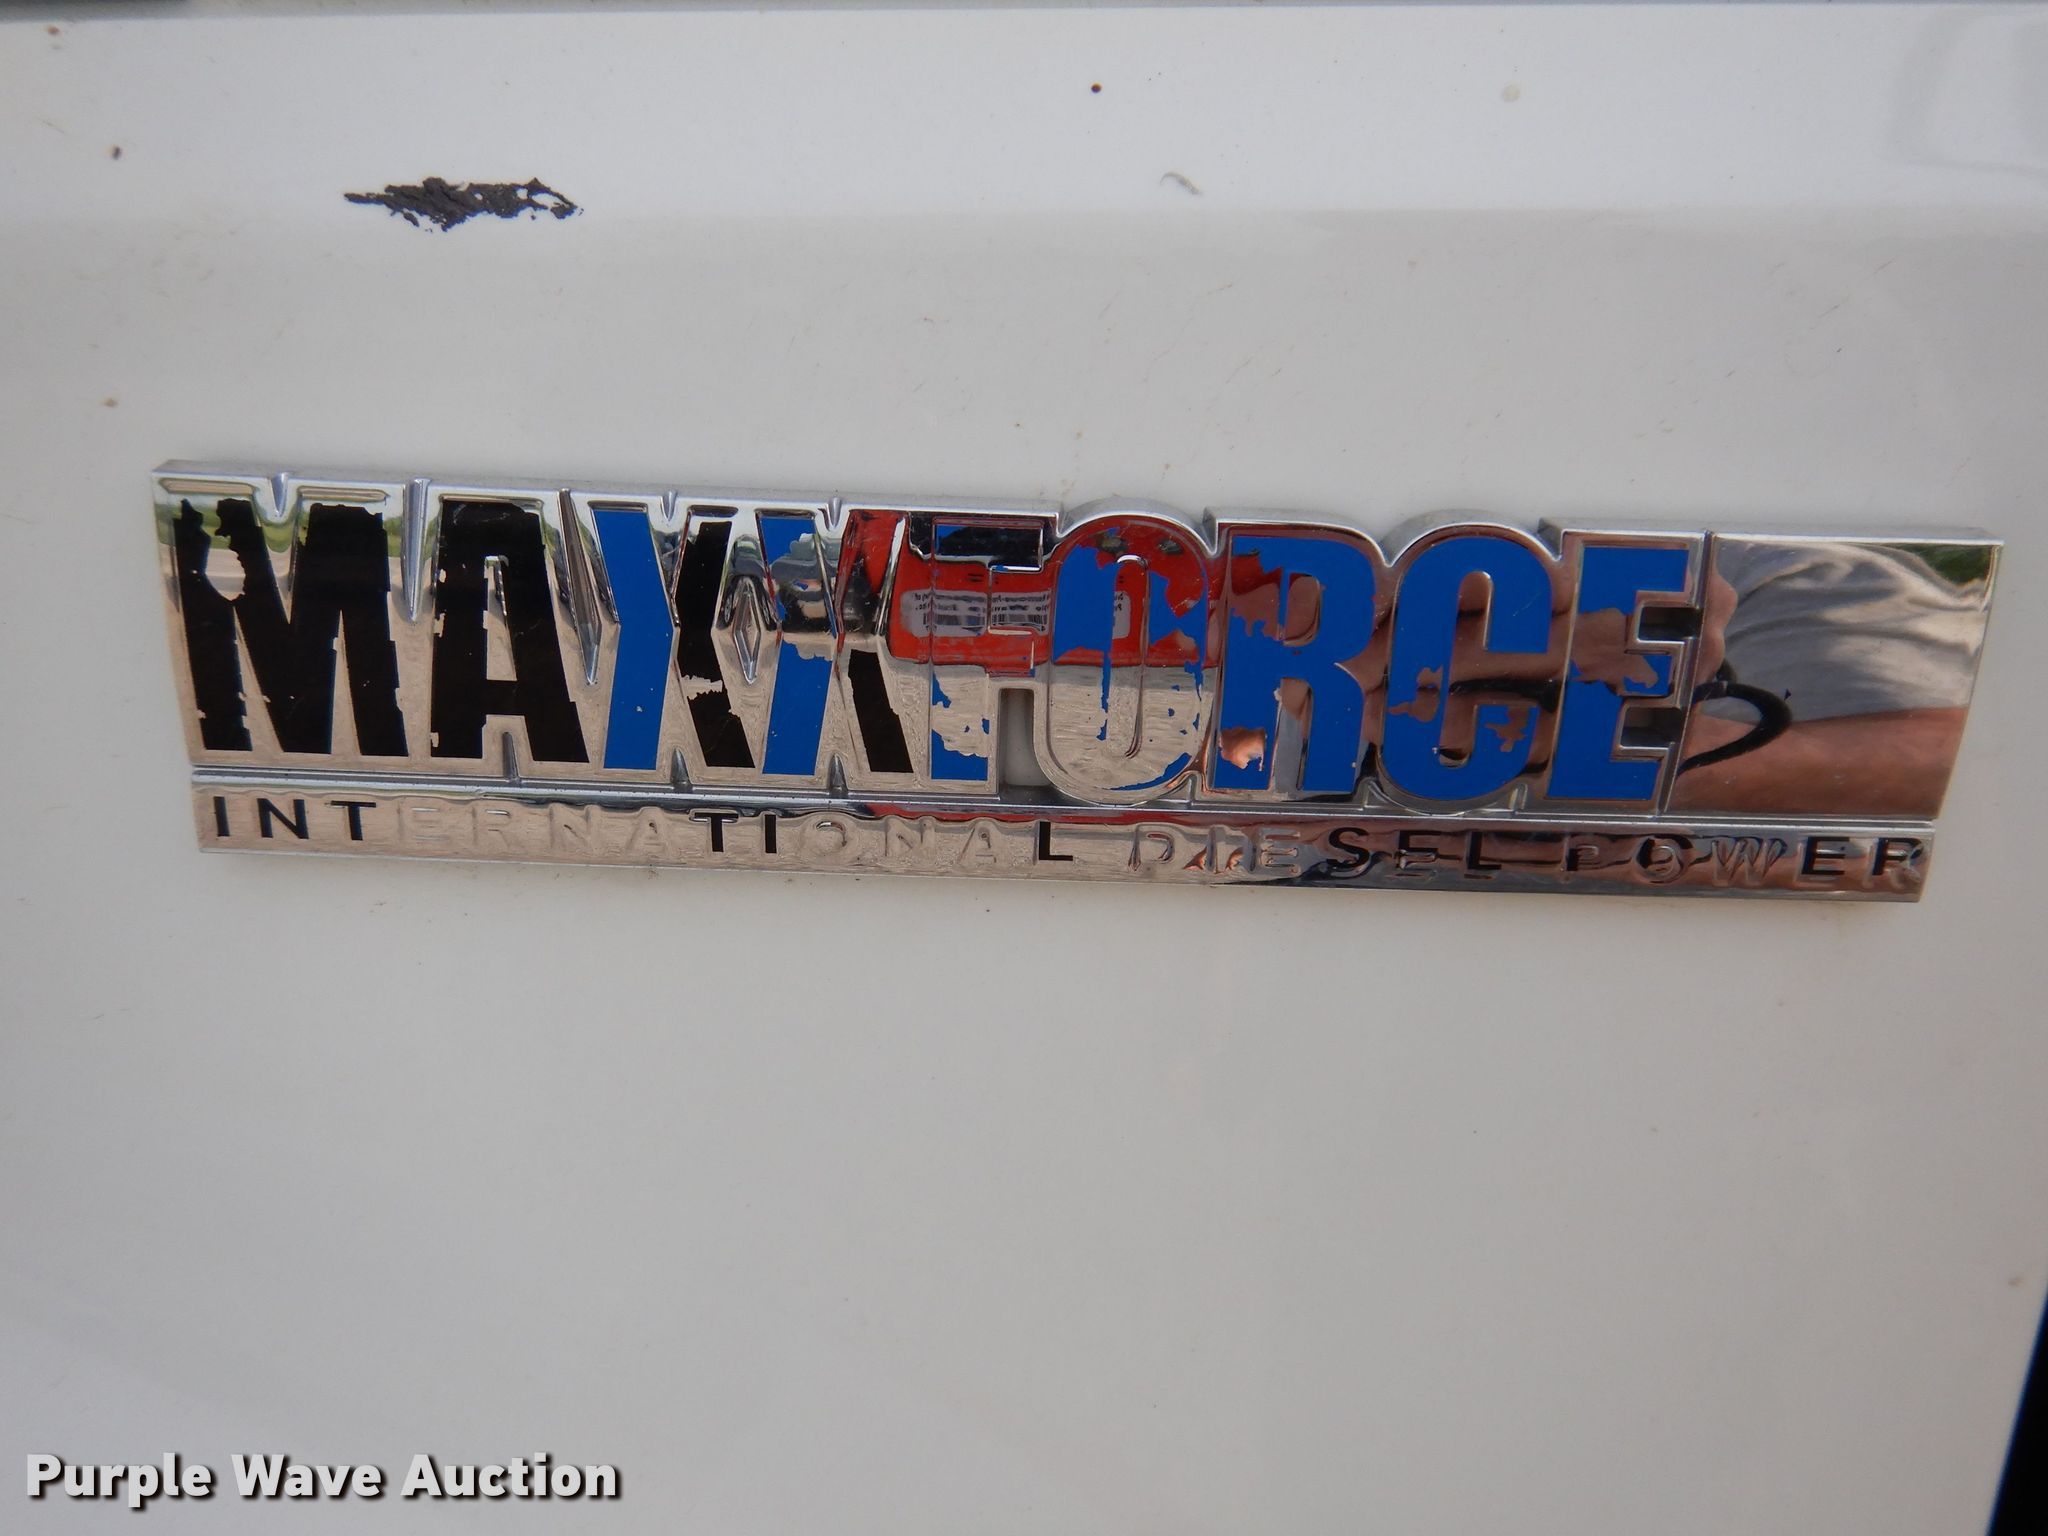 MAXXFORCE
INTERNATIONAL DIESEL POWER
Purple Wave Auction